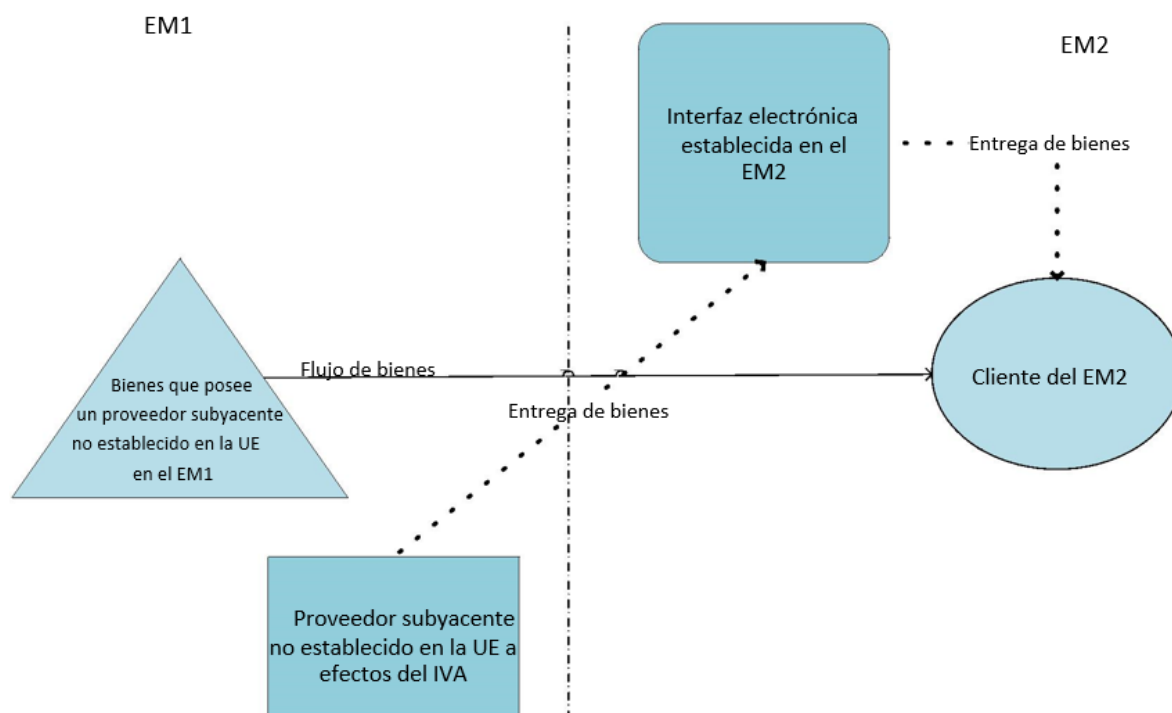 EM1
EM2
Interfaz electrónica
establecida en el
EM2
Entrega de bienes
Flujo de bienes
Bienes que posee
un proveedor subyacente
no establecido en la UE
en el EM1
Cliente del EM2
Entrega de bienes
Proveedor subyacente
no establecido en la UE a
efectos del IVA